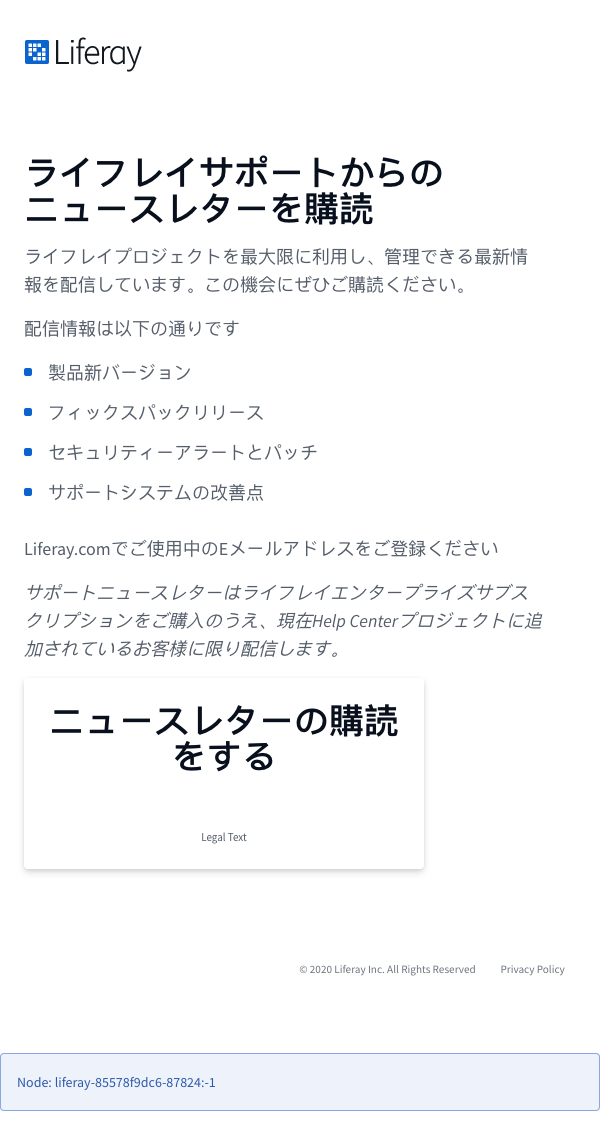 Liferay
ライフレイサポートからの
ニュースレターを購読
ライフレイプロジェクトを最大限に利用し、管理できる最新情
報を配信しています。この機会にぜひご購読ください。
配信情報は以下の通りです
製品新バージョン
フィックスパックリリース
セキュリティーアラートとパッチ
サポートシステムの改善点
Liferay.comでご使用中のEメールアドレスをご登録ください
サポートニュースレターはライフレイエンタープライズサブス
クリプションをご購入のうえ、現在Help Centerプロジェクトに追
加されているお客様に限り配信します。
ニュースレターの購読
をする
Legal Text
© 2020 Liferay Inc. All Rights Reserved Privacy Policy
Node: liferay-85578f9dc6-87824:-1